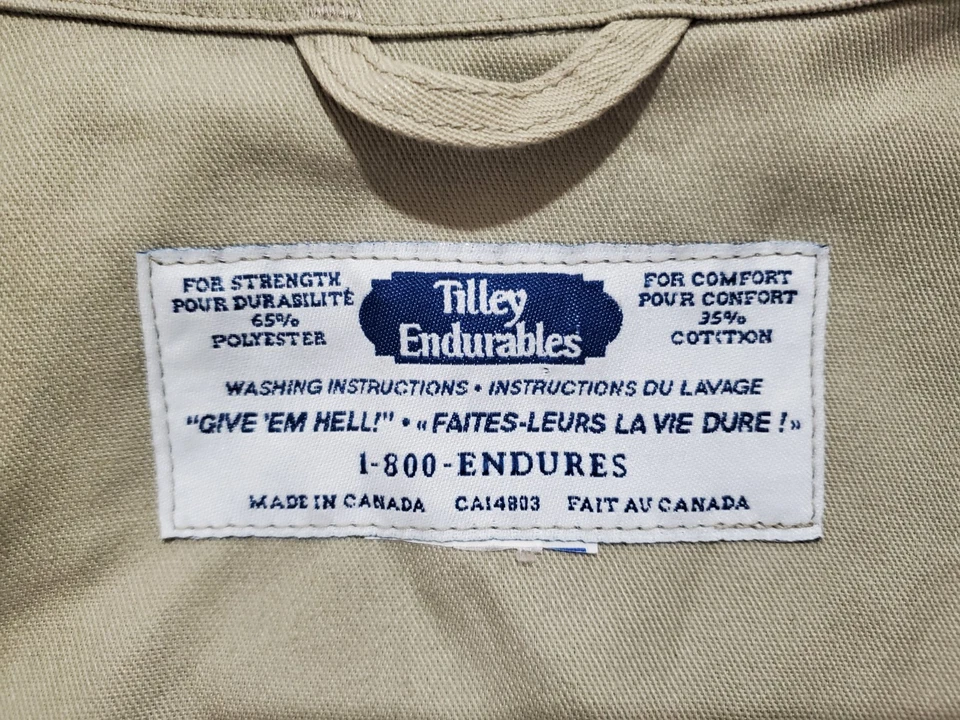 FOR STRENGTH
POUR DURABILITÉ
65%
POLYESTER
Tilley
Endurables
FOR COMFORT
POUR CONFORT
35%
COTTON
WASHING INSTRUCTIONS • INSTRUCTIONS DU LAVAGE
"GIVE 'EM HELL!" • « FAITES-LEURS LA VIE DURE ! »
1-800-ENDURES
MADE IN CANADA CA14803 FAIT AU CANADA